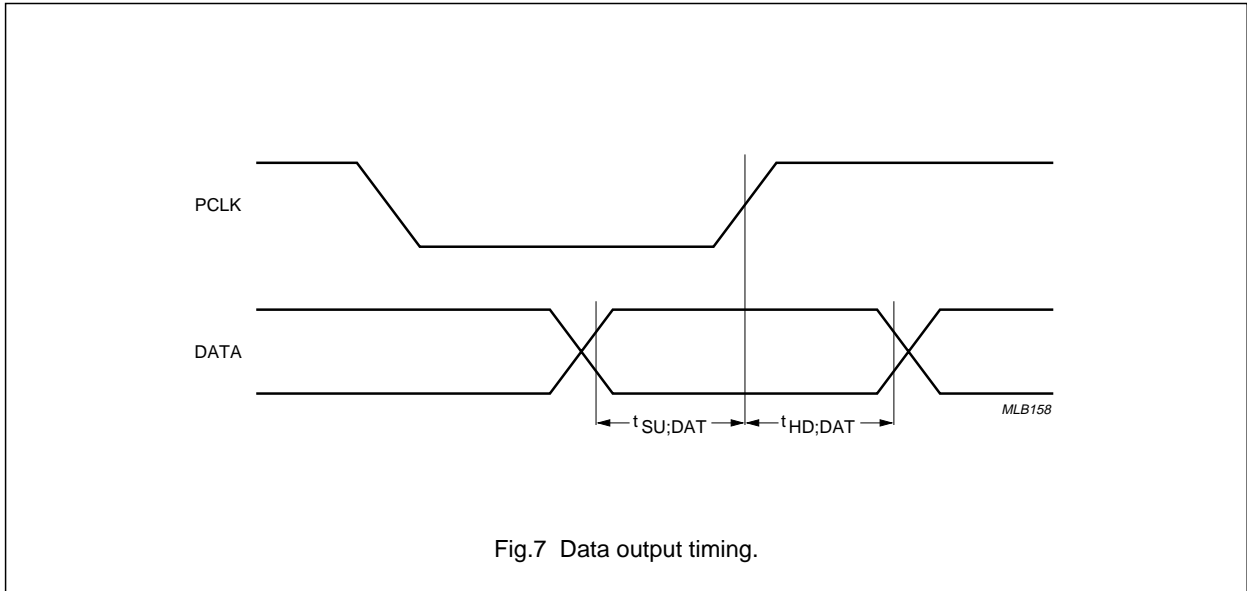 PCLK
DATA
MLB158
t SU;DAT
t HD;DAT
Fig.7 Data output timing.